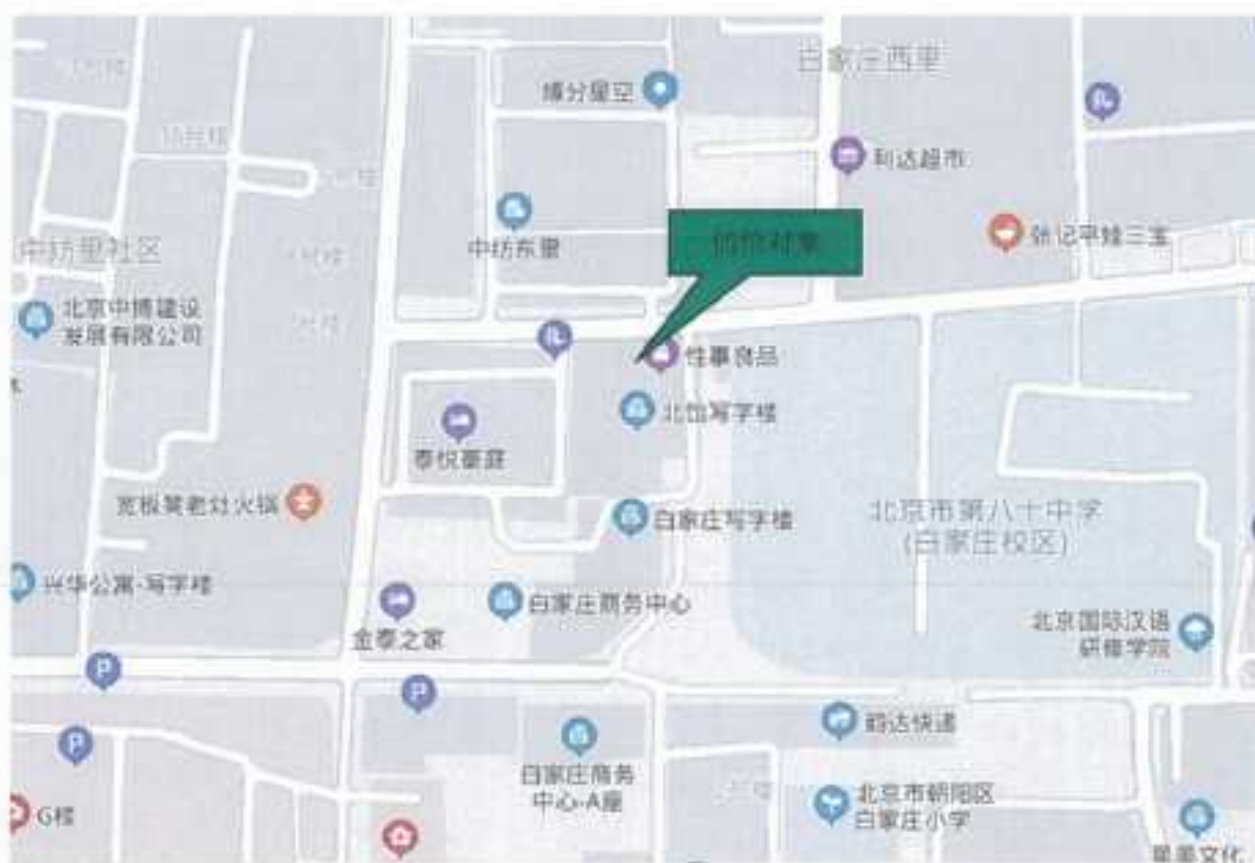 白家庄西里
缘分星空
利达超市
中纺东里
估价对象
张记平娃三宝
中纺里社区
北京中博建设
发展有限公司
性事良品
北馆写字楼
泰悦豪庭
宽板凳老灶火锅
白家庄写字楼
北京市第八十中学
(白家庄校区)
兴华公寓-写字楼
白家庄商务中心
金泰之家
北京国际汉语
研修学院
P
P
韵达快递
P
白家庄商务
中心-A座
北京市朝阳区
白家庄小学
G楼